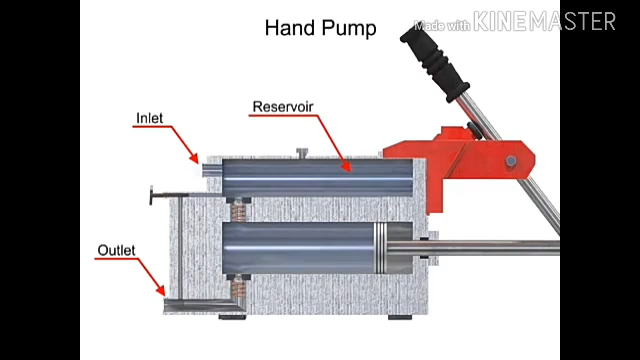 Hand Pump
Made with KINEMASTER
Reservoir
Inlet
Outlet